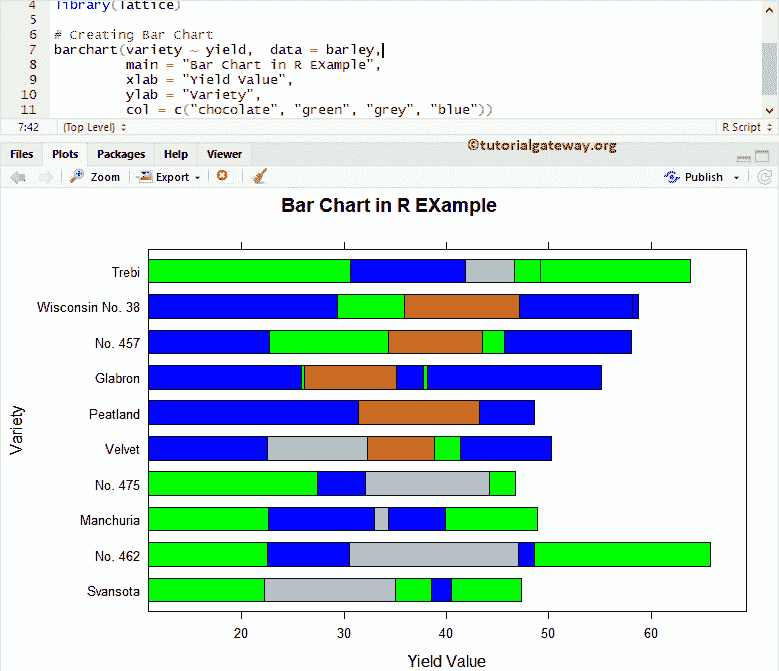 4 library(lattice)
5
6 # Creating Bar Chart
7 barchart(variety ~ yield, data = barley,
8 main = "Bar Chart in R EXample",
9 xlab = "Yield Value",
10 ylab = "Variety",
11 col = c("chocolate", "green", "grey", "blue"))
7:42 (Top Level) R Script
©tutorialgateway.org
Files Plots Packages Help Viewer
Zoom Export Publish
Bar Chart in R EXample
Trebi
Wisconsin No. 38
No. 457
Glabron
Peatland
Velvet
No. 475
Manchuria
No. 462
Svansota
Variety
20 30 40 50 60
Yield Value